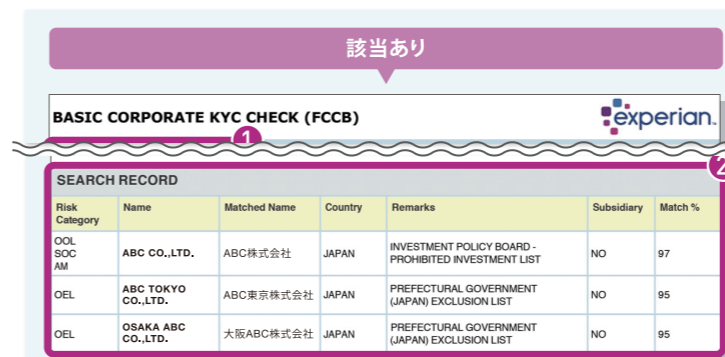 該当あり
BASIC CORPORATE KYC CHECK (FCCB)
experian.
1
2
SEARCH RECORD
Risk Category Name Matched Name Country Remarks Subsidiary Match %
OOL SOC AM ABC CO.,LTD. ABC株式会社 JAPAN INVESTMENT POLICY BOARD - PROHIBITED INVESTMENT LIST NO 97
OEL ABC TOKYO CO.,LTD. ABC東京株式会社 JAPAN PREFECTURAL GOVERNMENT (JAPAN) EXCLUSION LIST NO 95
OEL OSAKA ABC CO.,LTD. 大阪ABC株式会社 JAPAN PREFECTURAL GOVERNMENT (JAPAN) EXCLUSION LIST NO 95